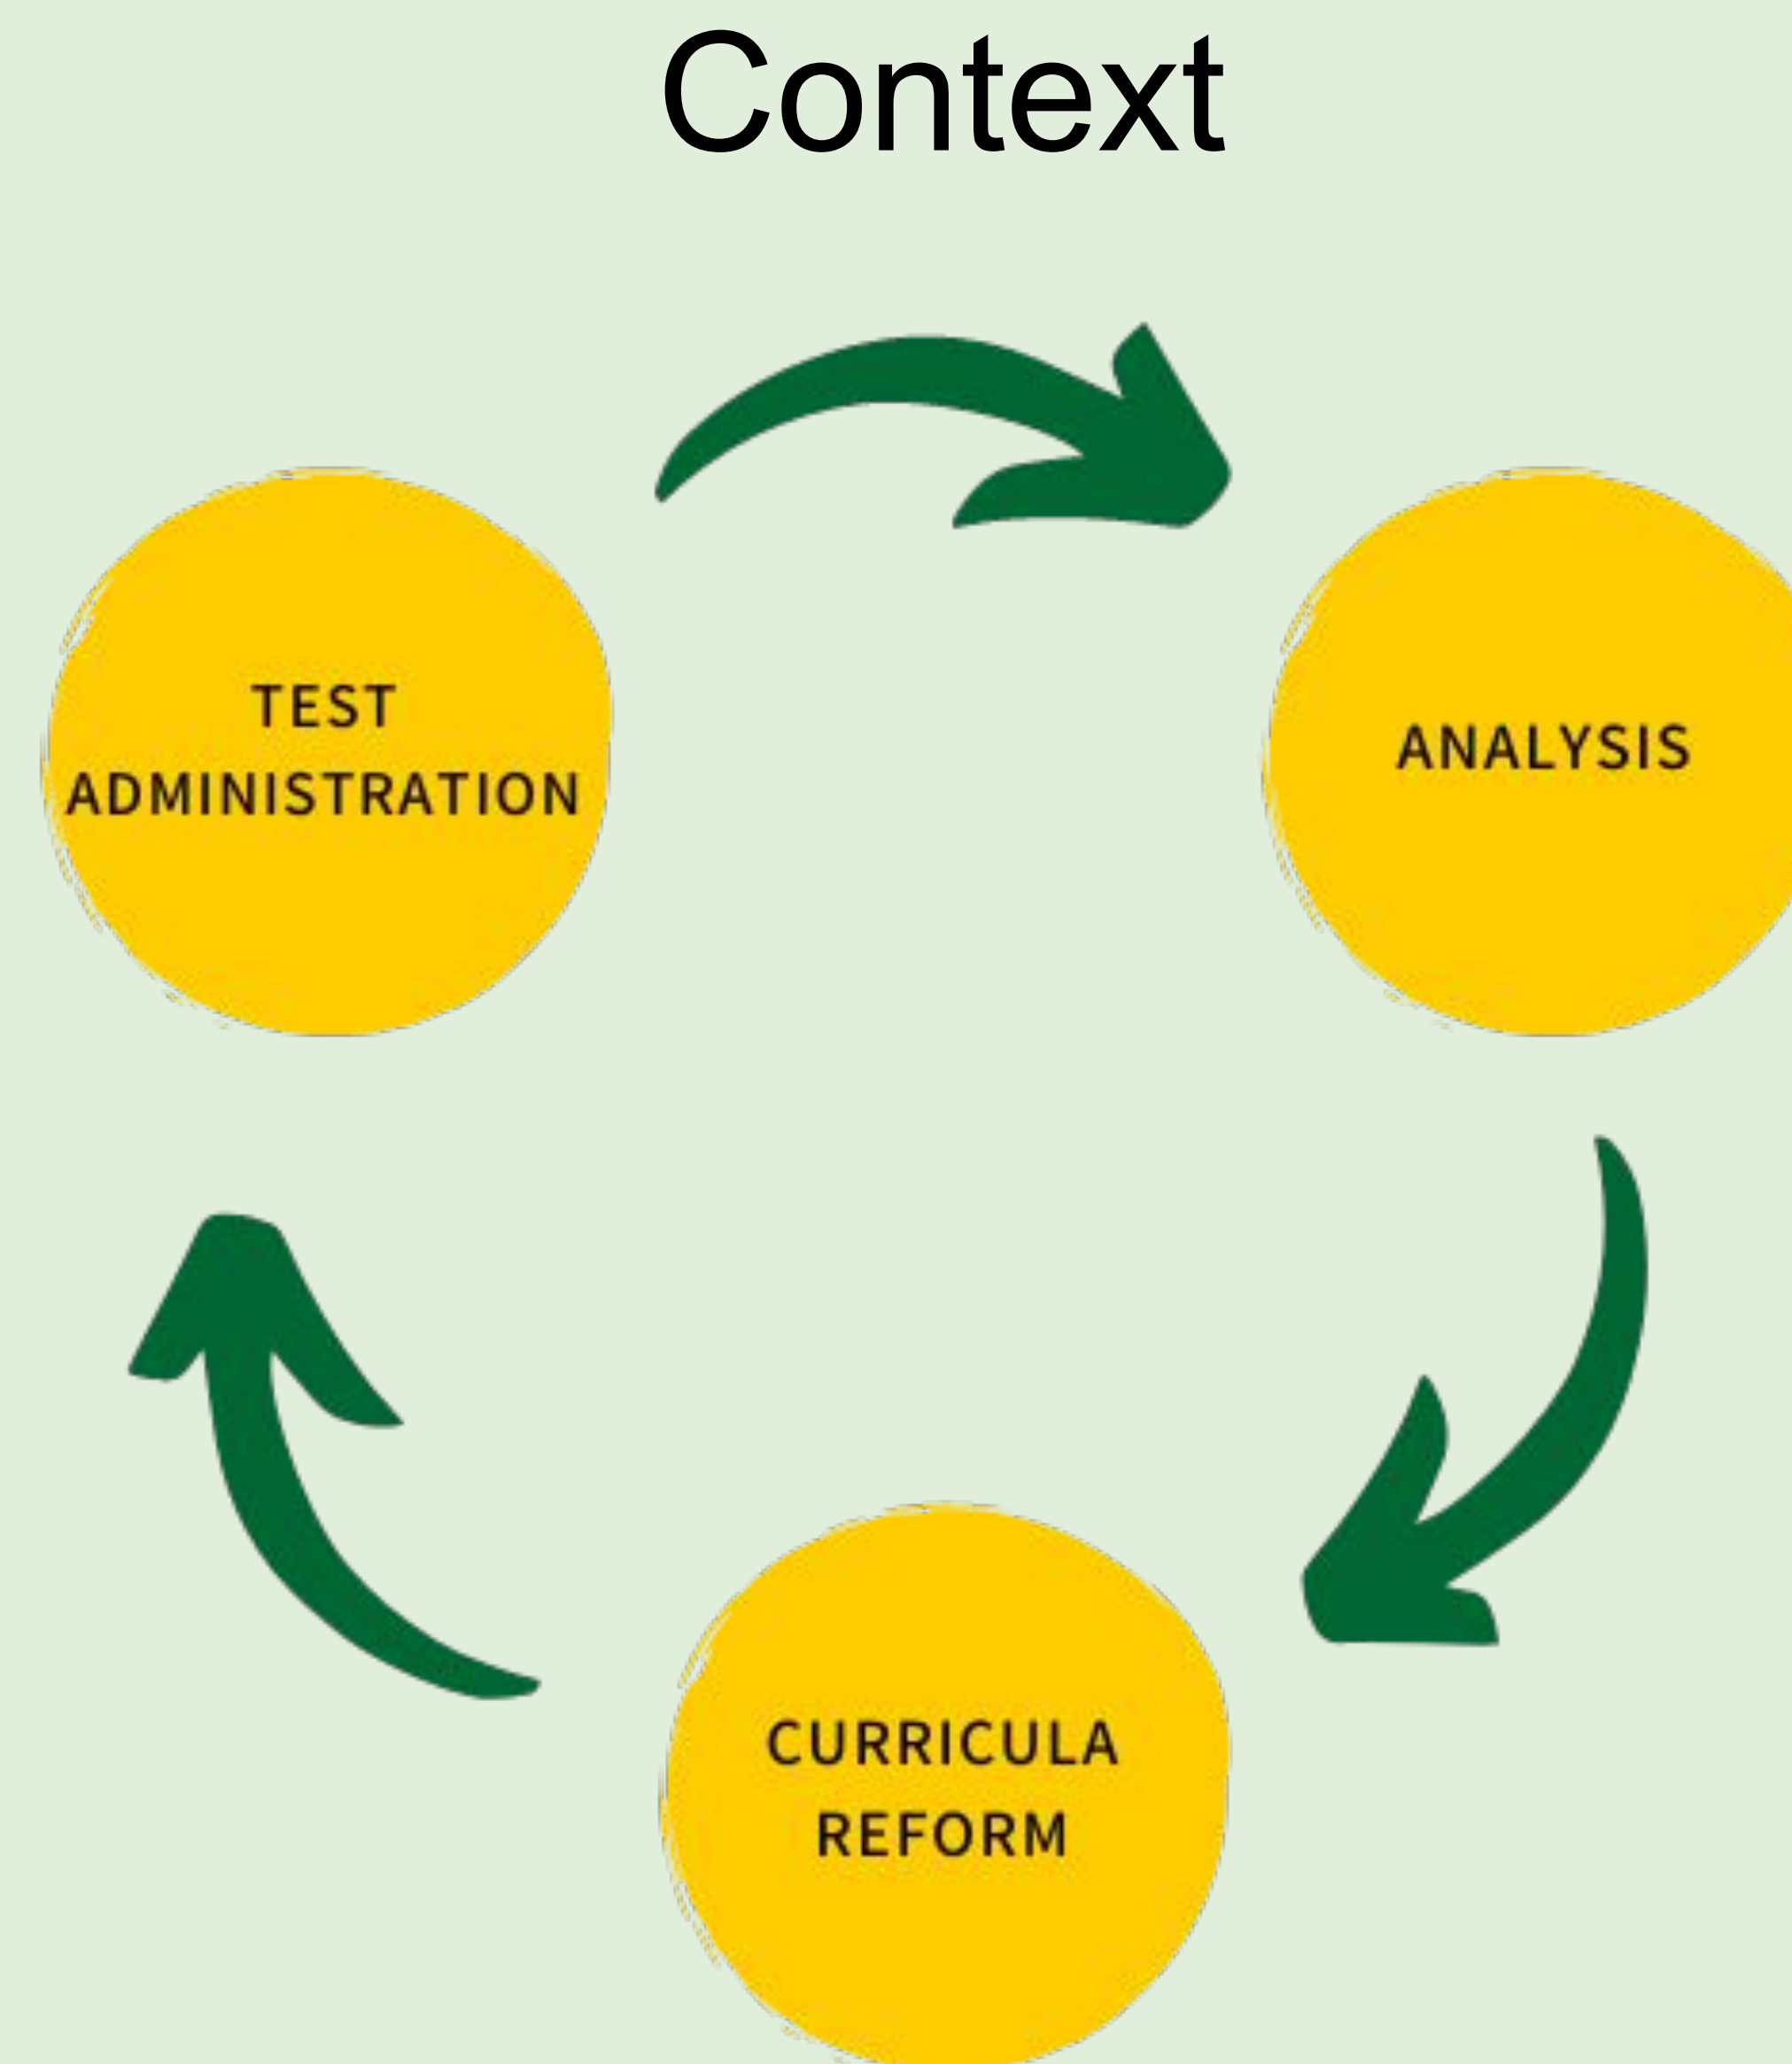 Context
TEST
ADMINISTRATION
ANALYSIS
CURRICULA
REFORM